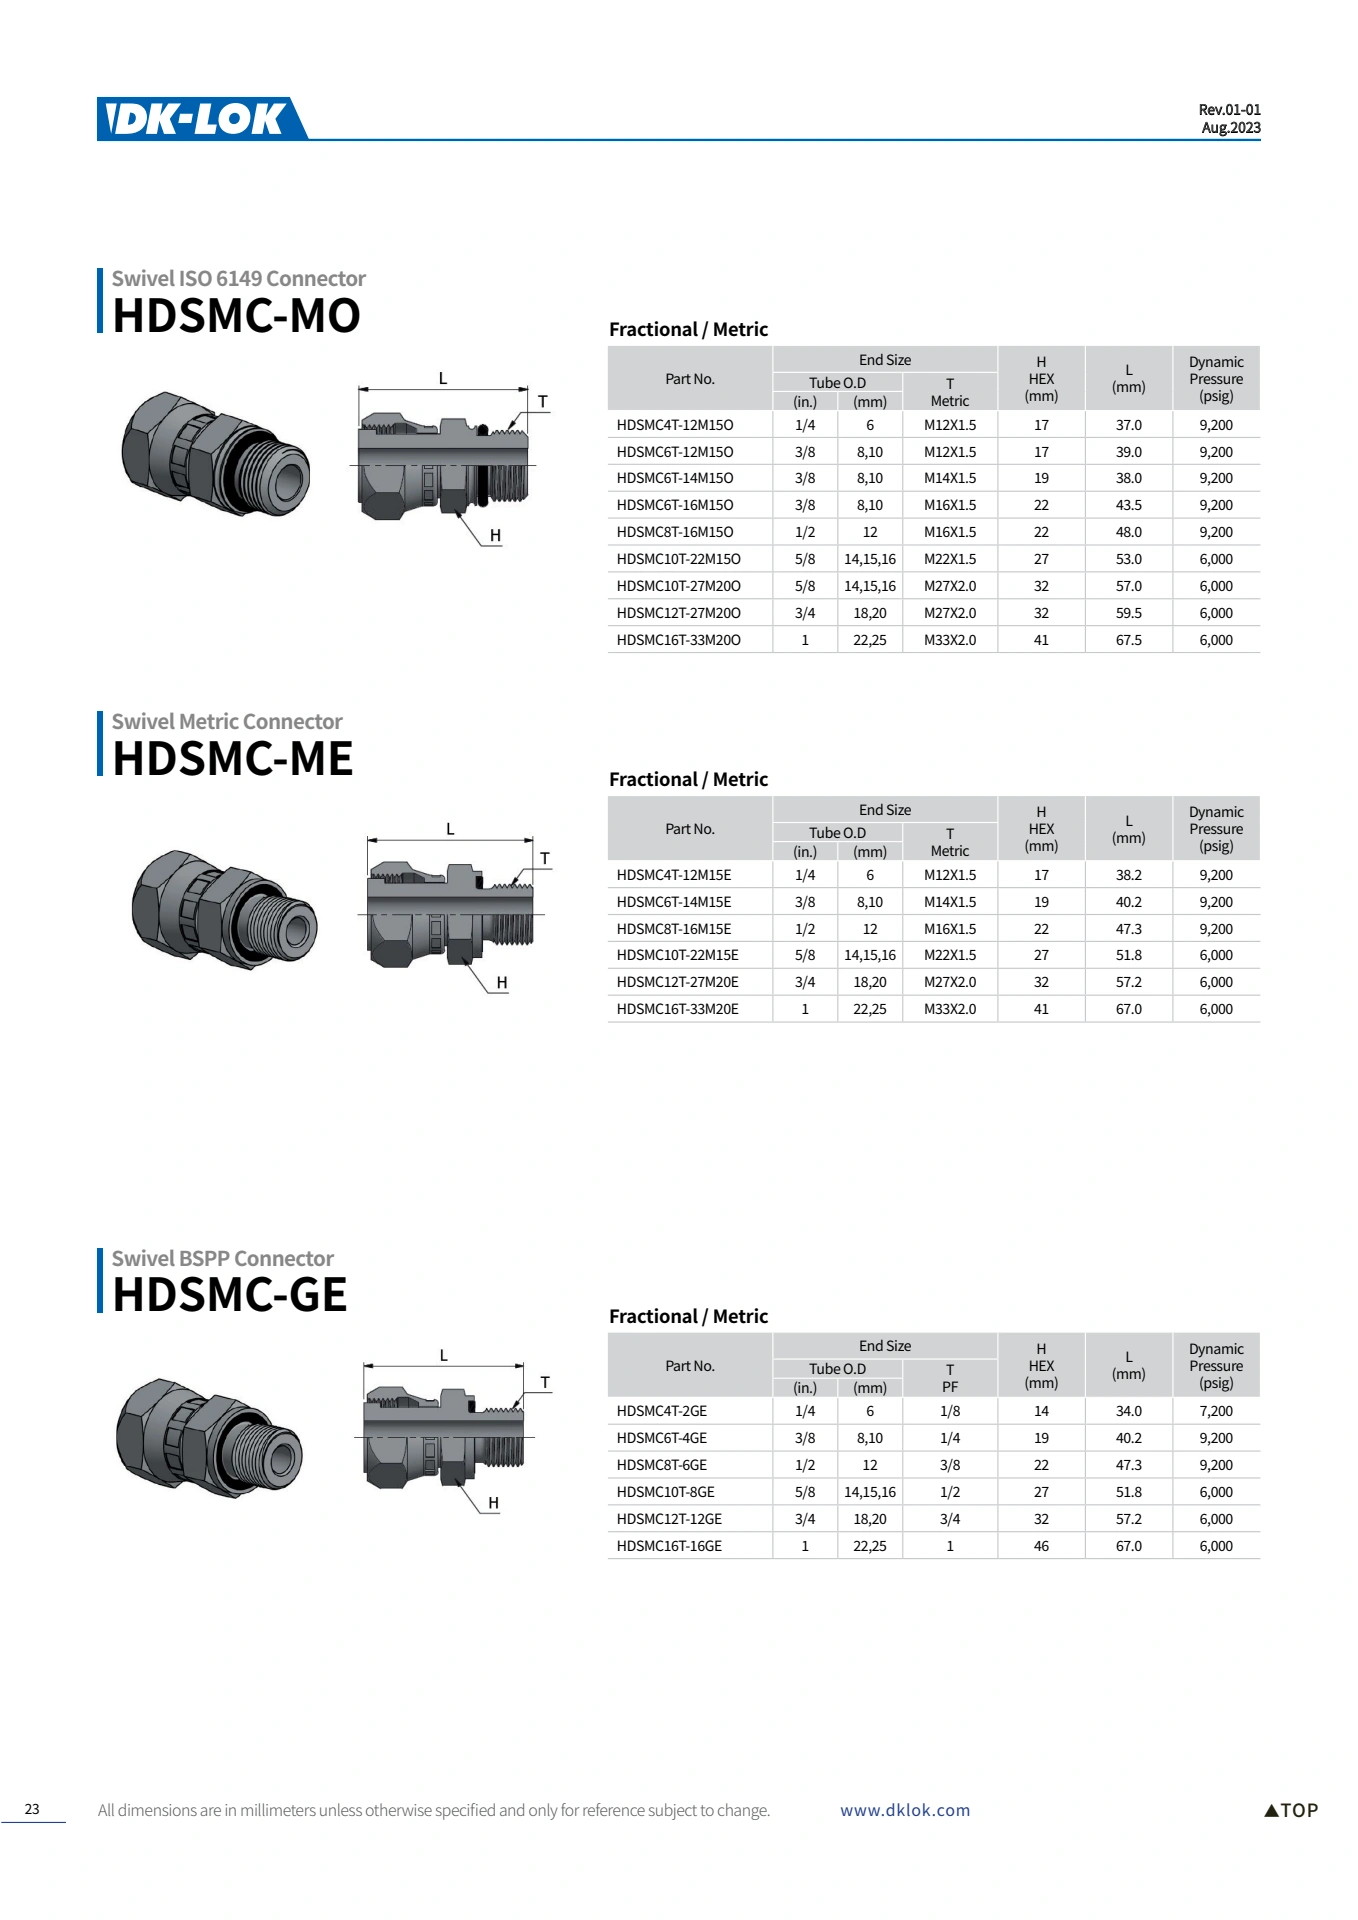 DK-LOK
Rev.01-01
Aug.2023
Swivel ISO 6149 Connector
HDSMC-MO
L
T
H
Fractional / Metric
Part No. End Size H HEX (mm) L (mm) Dynamic Pressure (psig)
Tube O.D T Metric
(in.) (mm)
HDSMC4T-12M15O 1/4 6 M12X1.5 17 37.0 9,200
HDSMC6T-12M15O 3/8 8,10 M12X1.5 17 39.0 9,200
HDSMC6T-14M15O 3/8 8,10 M14X1.5 19 38.0 9,200
HDSMC6T-16M15O 3/8 8,10 M16X1.5 22 43.5 9,200
HDSMC8T-16M15O 1/2 12 M16X1.5 22 48.0 9,200
HDSMC10T-22M15O 5/8 14,15,16 M22X1.5 27 53.0 6,000
HDSMC10T-27M20O 5/8 14,15,16 M27X2.0 32 57.0 6,000
HDSMC12T-27M20O 3/4 18,20 M27X2.0 32 59.5 6,000
HDSMC16T-33M20O 1 22,25 M33X2.0 41 67.5 6,000
Swivel Metric Connector
HDSMC-ME
L
T
H
Fractional / Metric
Part No. End Size H HEX (mm) L (mm) Dynamic Pressure (psig)
Tube O.D T Metric
(in.) (mm)
HDSMC4T-12M15E 1/4 6 M12X1.5 17 38.2 9,200
HDSMC6T-14M15E 3/8 8,10 M14X1.5 19 40.2 9,200
HDSMC8T-16M15E 1/2 12 M16X1.5 22 47.3 9,200
HDSMC10T-22M15E 5/8 14,15,16 M22X1.5 27 51.8 6,000
HDSMC12T-27M20E 3/4 18,20 M27X2.0 32 57.2 6,000
HDSMC16T-33M20E 1 22,25 M33X2.0 41 67.0 6,000
Swivel BSPP Connector
HDSMC-GE
L
T
H
Fractional / Metric
Part No. End Size H HEX (mm) L (mm) Dynamic Pressure (psig)
Tube O.D T PF
(in.) (mm)
HDSMC4T-2GE 1/4 6 1/8 14 34.0 7,200
HDSMC6T-4GE 3/8 8,10 1/4 19 40.2 9,200
HDSMC8T-6GE 1/2 12 3/8 22 47.3 9,200
HDSMC10T-8GE 5/8 14,15,16 1/2 27 51.8 6,000
HDSMC12T-12GE 3/4 18,20 3/4 32 57.2 6,000
HDSMC16T-16GE 1 22,25 1 46 67.0 6,000
23 All dimensions are in millimeters unless otherwise specified and only for reference subject to change. www.dklok.com ▲TOP